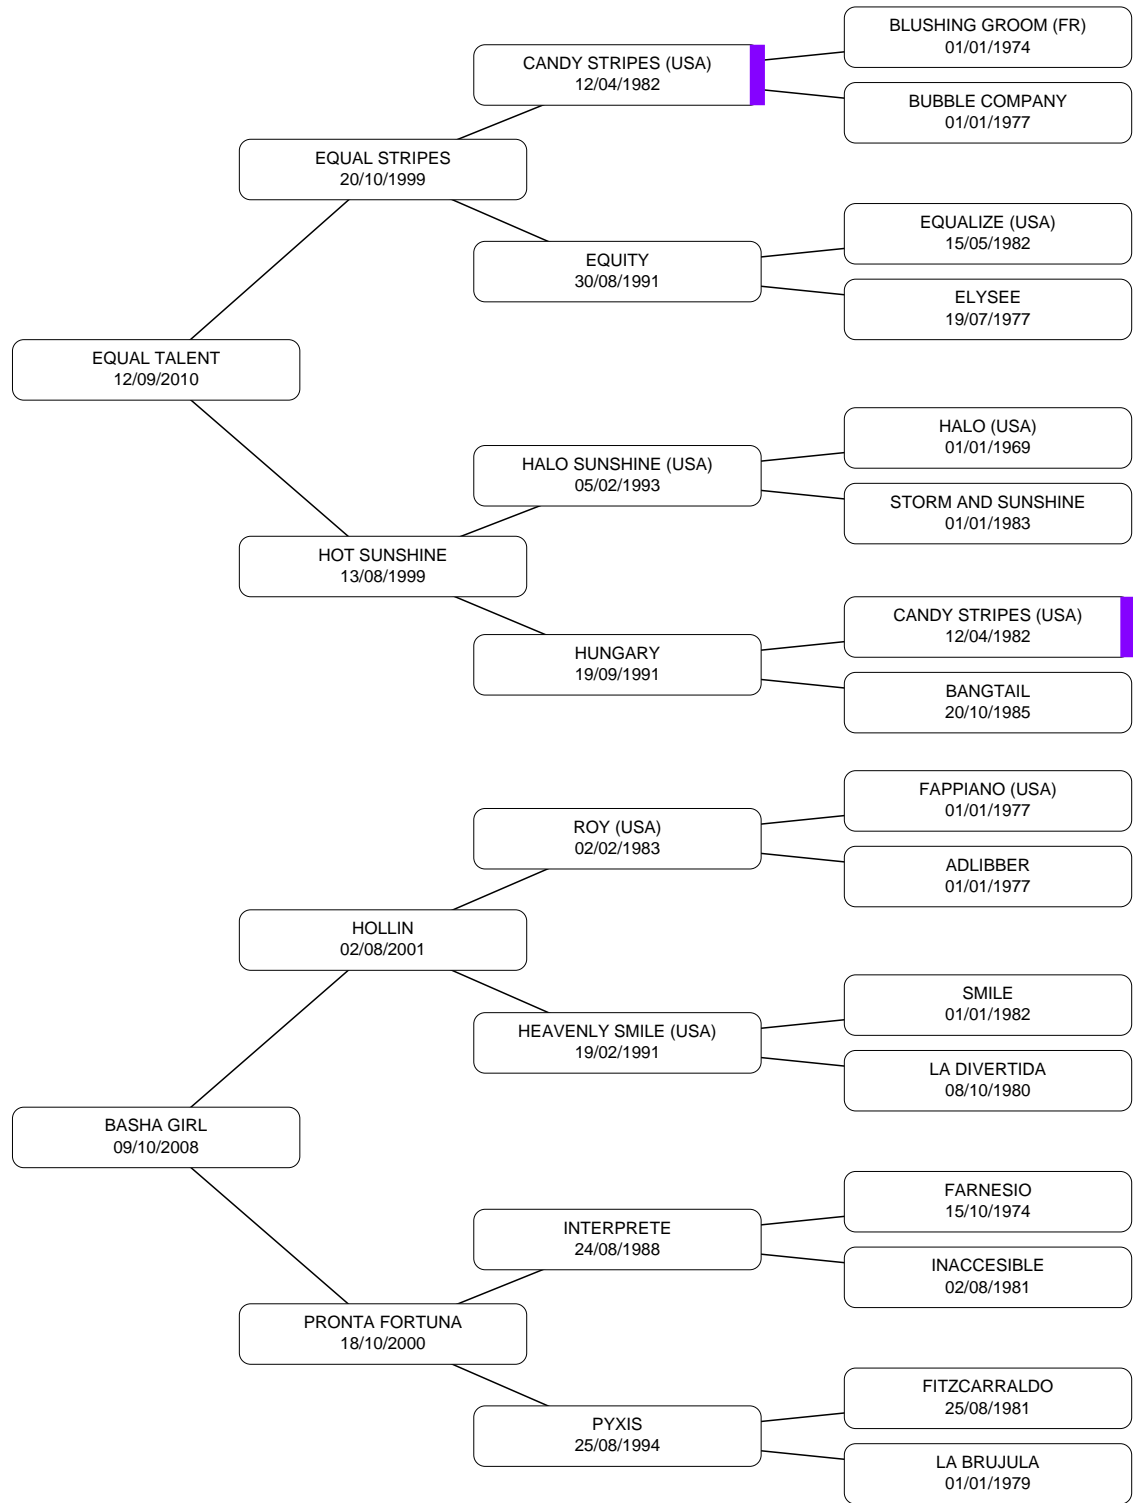 BLUSHING GROOM (FR)
01/01/1974
CANDY STRIPES (USA)
12/04/1982
BUBBLE COMPANY
01/01/1977
EQUAL STRIPES
20/10/1999
EQUALIZE (USA)
15/05/1982
EQUITY
30/08/1991
ELYSEE
19/07/1977
EQUAL TALENT
12/09/2010
HALO (USA)
01/01/1969
HALO SUNSHINE (USA)
05/02/1993
STORM AND SUNSHINE
01/01/1983
HOT SUNSHINE
13/08/1999
CANDY STRIPES (USA)
12/04/1982
HUNGARY
19/09/1991
BANGTAIL
20/10/1985
FAPPIANO (USA)
01/01/1977
ROY (USA)
02/02/1983
ADLIBBER
01/01/1977
HOLLIN
02/08/2001
SMILE
01/01/1982
HEAVENLY SMILE (USA)
19/02/1991
LA DIVERTIDA
08/10/1980
BASHA GIRL
09/10/2008
FARNESIO
15/10/1974
INTERPRETE
24/08/1988
INACCESIBLE
02/08/1981
PRONTA FORTUNA
18/10/2000
FITZCARRALDO
25/08/1981
PYXIS
25/08/1994
LA BRUJULA
01/01/1979